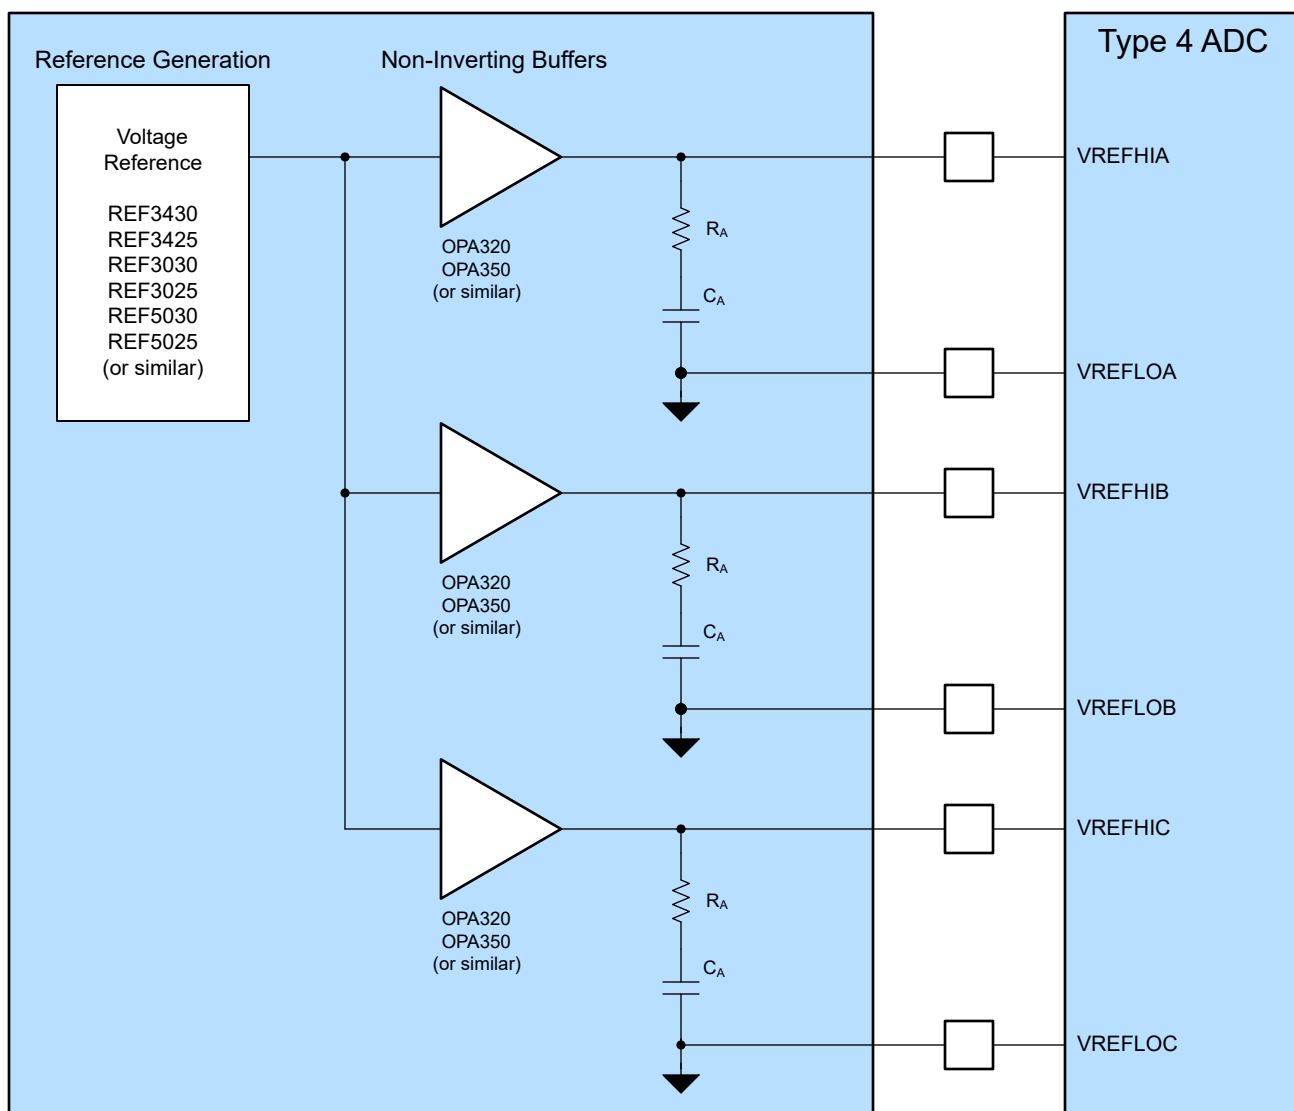 Reference Generation
Non-Inverting Buffers
Type 4 ADC
Voltage
Reference
REF3430
REF3425
REF3030
REF3025
REF5030
REF5025
(or similar)
OPA320
OPA350
(or similar)
RA
CA
VREFHIA
VREFLOA
OPA320
OPA350
(or similar)
RA
CA
VREFHIB
VREFLOB
OPA320
OPA350
(or similar)
RA
CA
VREFHIC
VREFLOC